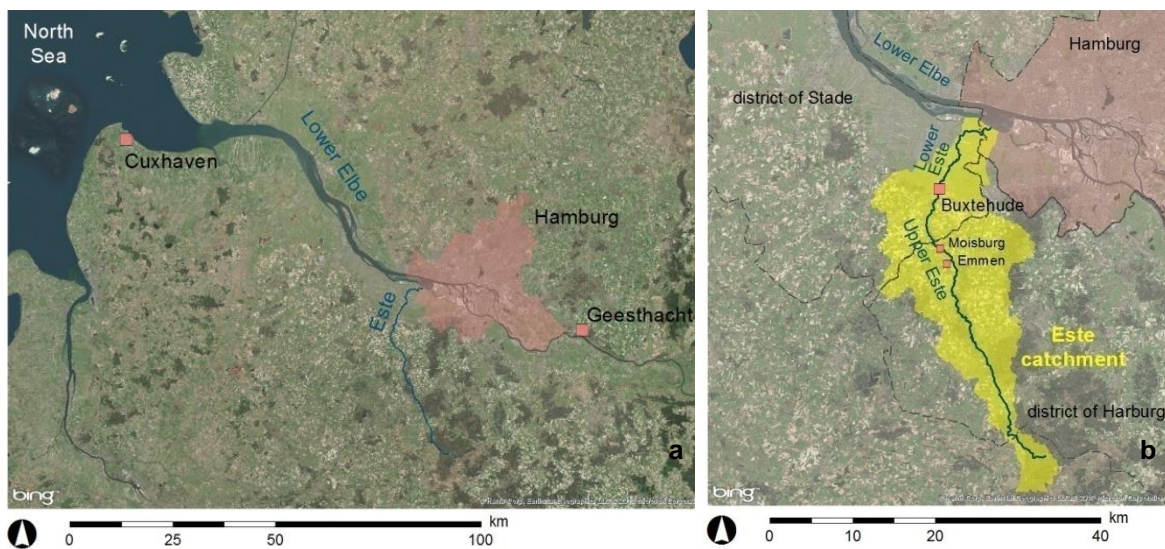 North
Sea
Cuxhaven
Lower Elbe
Hamburg
Este
Geesthacht
a
bing
km
0 25 50 100
Lower Elbe
Hamburg
district of Stade
Lower
Este
Buxtehude
Moisburg
Emmen
Upper Este
Este
catchment
district of Harburg
b
bing
km
0 10 20 40